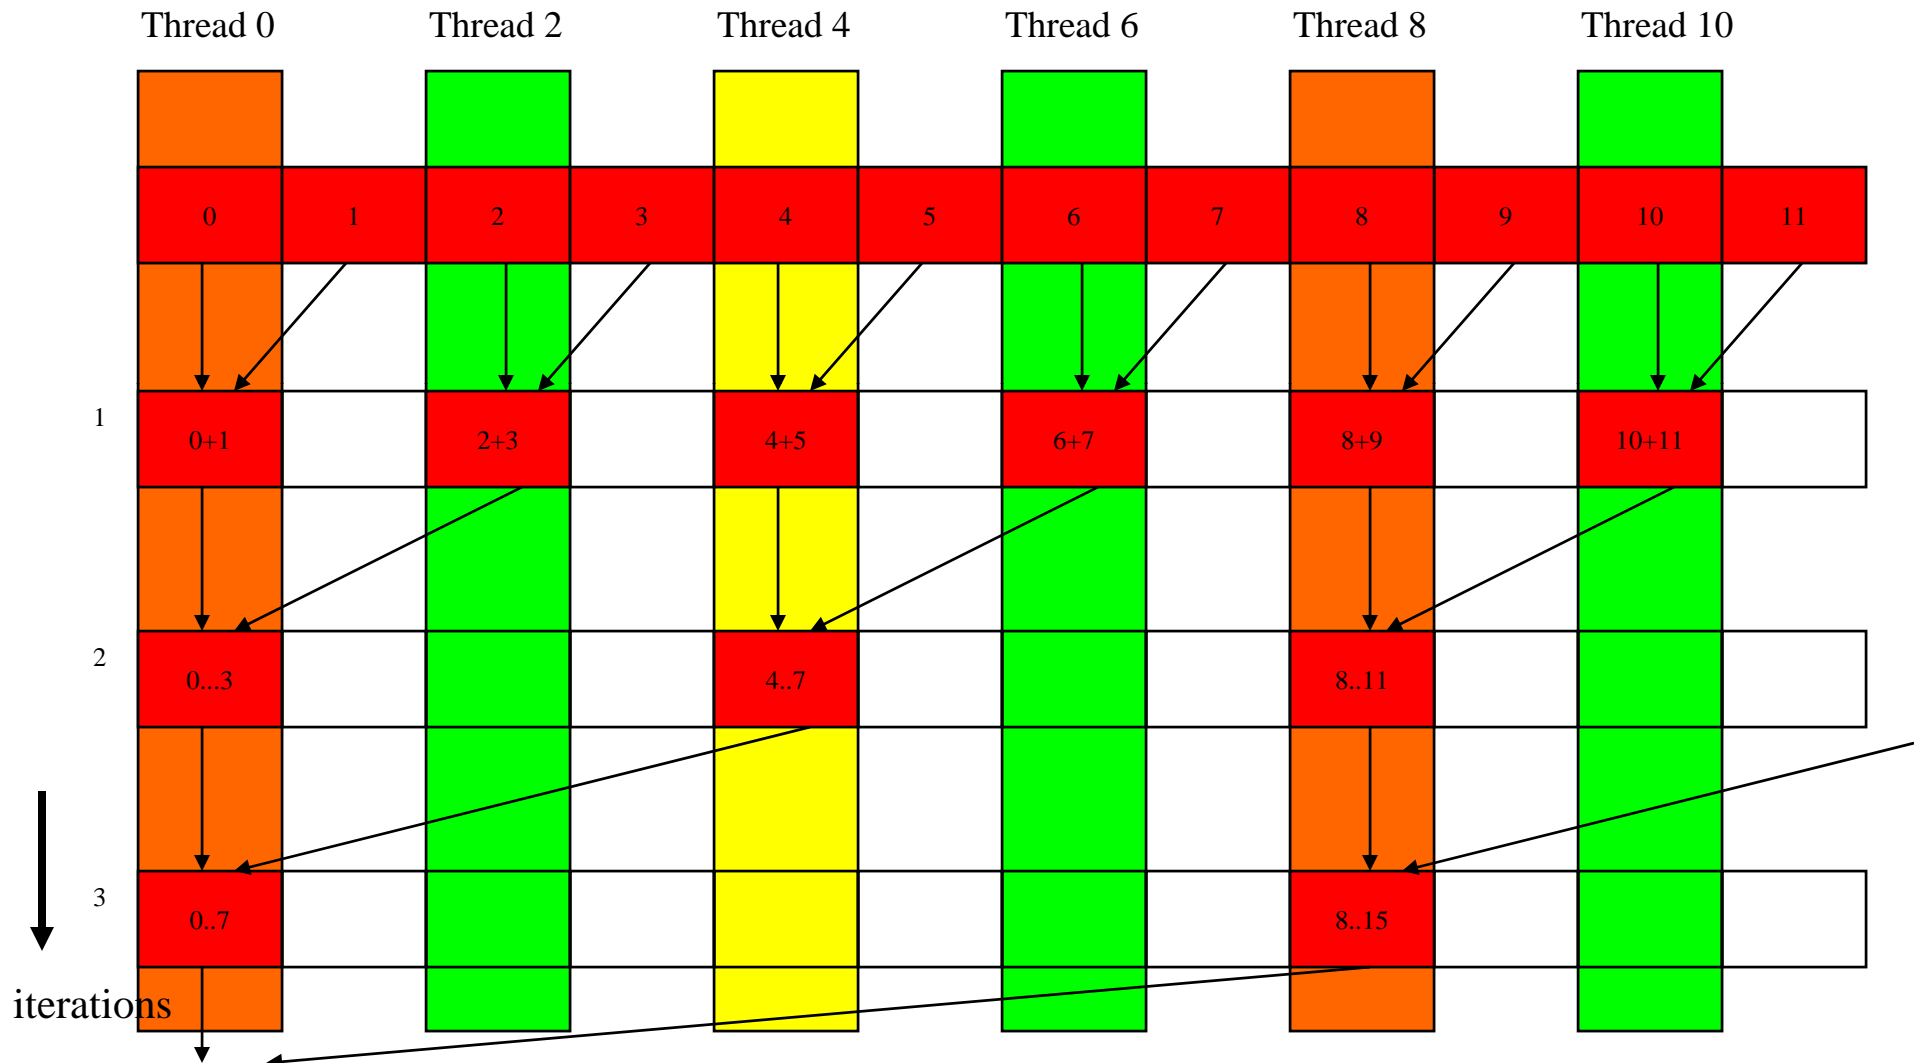 Thread 0 Thread 2 Thread 4 Thread 6 Thread 8 Thread 10
0 1 2 3 4 5 6 7 8 9 10 11
1 0+1 2+3 4+5 6+7 8+9 10+11
2 0...3 4..7 8..11
3 0..7 8..15
iterations